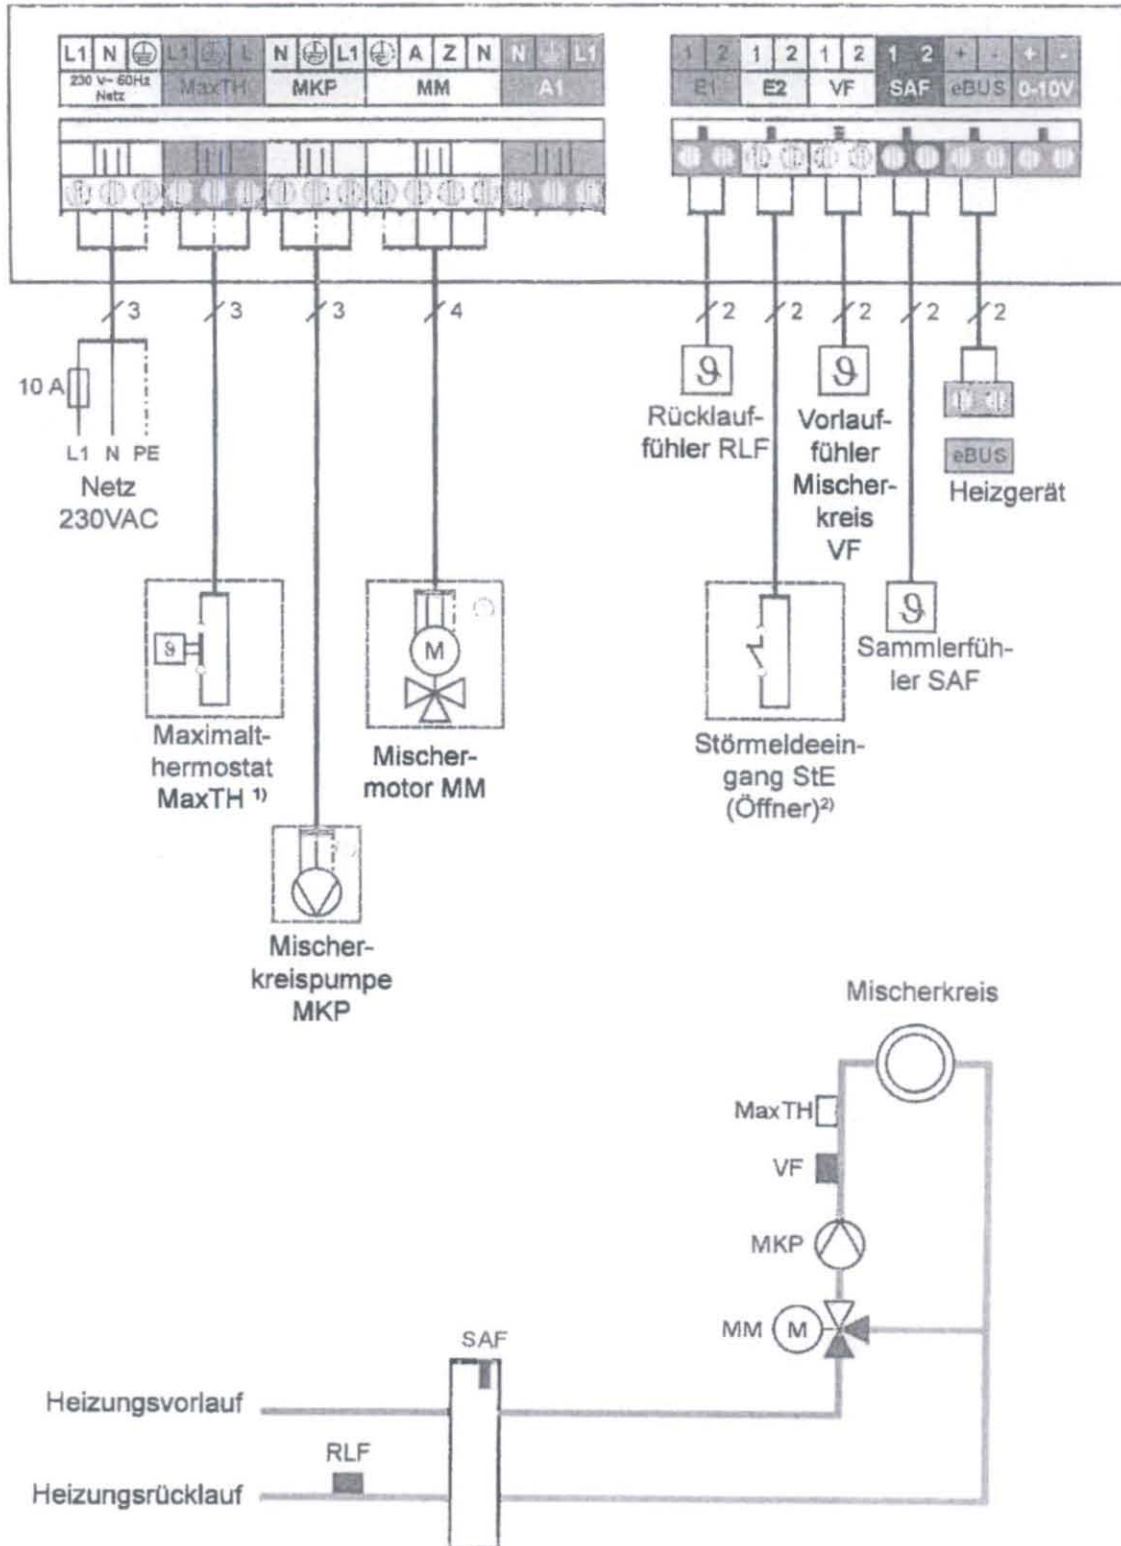 L1 N L1 L N L1 A Z N N L1
230 V~ 60Hz
Netz
MaxTH MKP MM A1
1 2 1 2 1 2 1 2 + - + -
E1 E2 VF SAF eBUS 0-10V
3 3 3 4 2 2 2 2 2
10 A
L1 N PE
Netz
230VAC
ϑ
Rücklauf-
fühler RLF
ϑ
Vorlauf-
fühler
Mischer-
kreis
VF
eBUS
Heizgerät
ϑ
Maximalt-
hermostat
MaxTH ¹⁾
M
Mischer-
motor MM
Störmeldeein-
gang StE
(Öffner)²⁾
ϑ
Sammlerfüh-
ler SAF
Mischer-
kreispumpe
MKP
Mischerkreis
MaxTH
VF
MKP
MM M
SAF
Heizungsvorlauf
RLF
Heizungsrücklauf